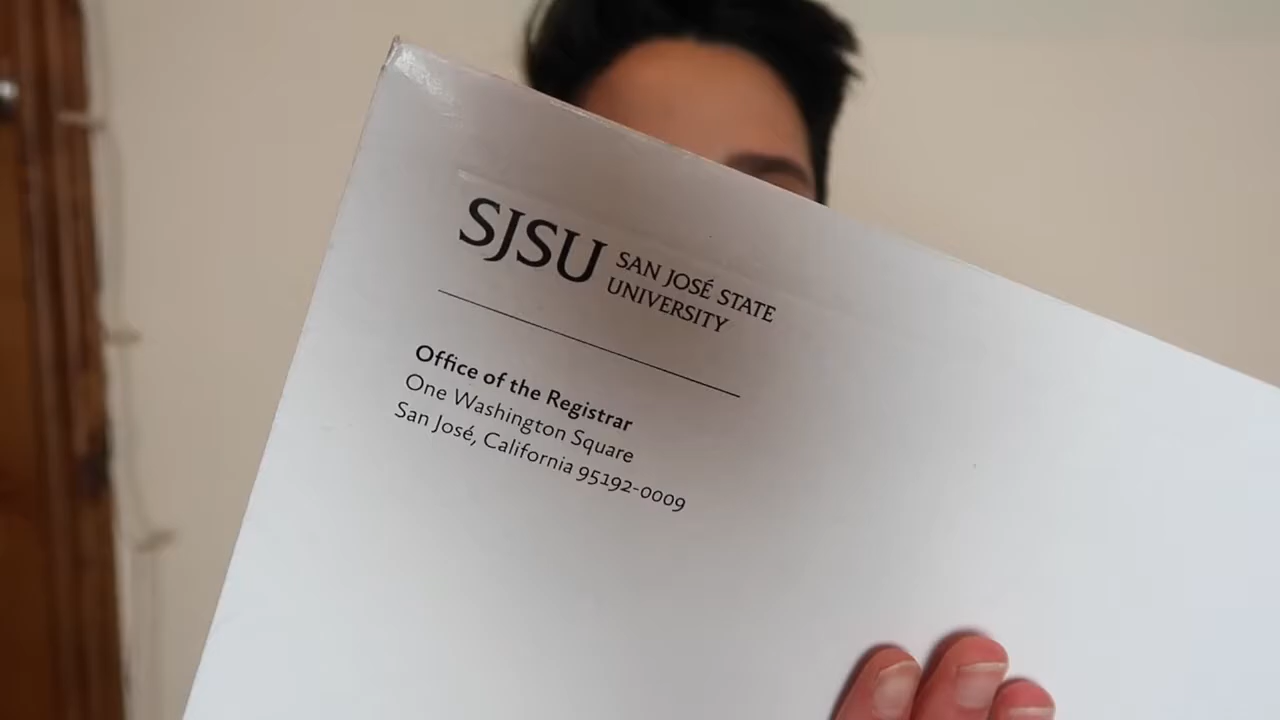 SJSU SAN JOSÉ STATE
UNIVERSITY
Office of the Registrar
One Washington Square
San José, California 95192-0009